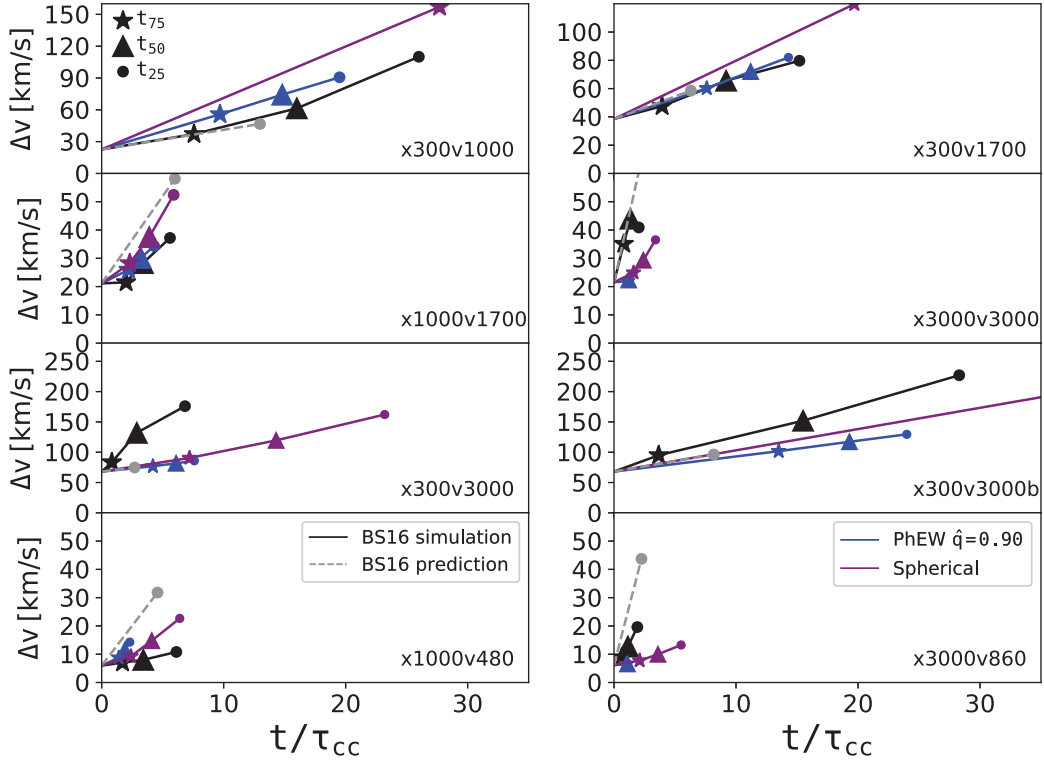 150
120
90
60
30
0
Δv [km/s]
t75
t50
t25
x300v1000
100
80
60
40
20
0
x300v1700
50
40
30
20
10
0
Δv [km/s]
x1000v1700
50
40
30
20
10
0
x3000v3000
250
200
150
100
50
0
Δv [km/s]
x300v3000
250
200
150
100
50
0
x300v3000b
50
40
30
20
10
0
Δv [km/s]
BS16 simulation
BS16 prediction
x1000v480
50
40
30
20
10
0
PhEW q̂=0.90
Spherical
x3000v860
0 10 20 30
t/τcc
0 10 20 30
t/τcc